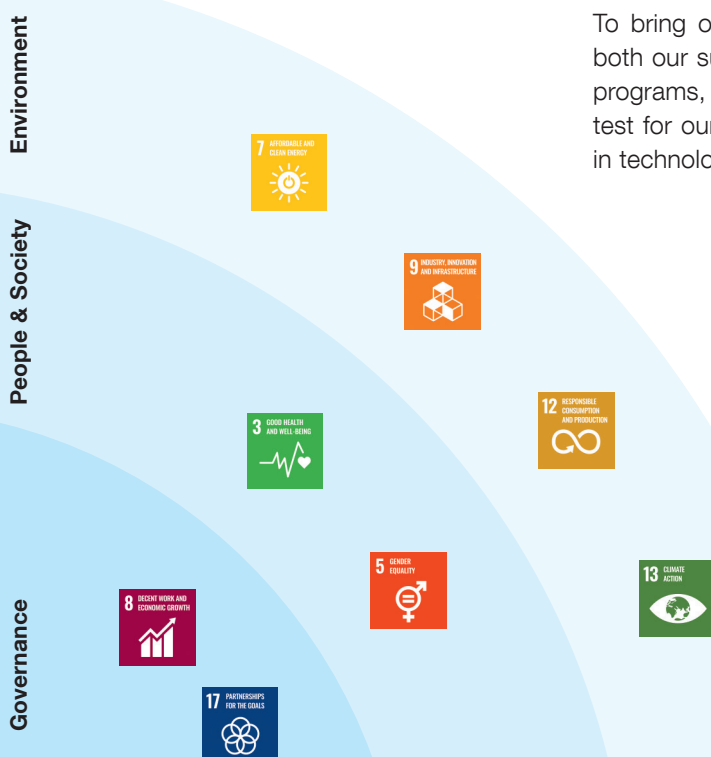 To bring o
both our su
programs,
test for our
in technolo
Environment
7 AFFORDABLE AND
CLEAN ENERGY
9 INDUSTRY, INNOVATION
AND INFRASTRUCTURE
12 RESPONSIBLE
CONSUMPTION
AND PRODUCTION
13 CLIMATE
ACTION
People & Society
3 GOOD HEALTH
AND WELL-BEING
5 GENDER
EQUALITY
Governance
8 DECENT WORK AND
ECONOMIC GROWTH
17 PARTNERSHIPS
FOR THE GOALS